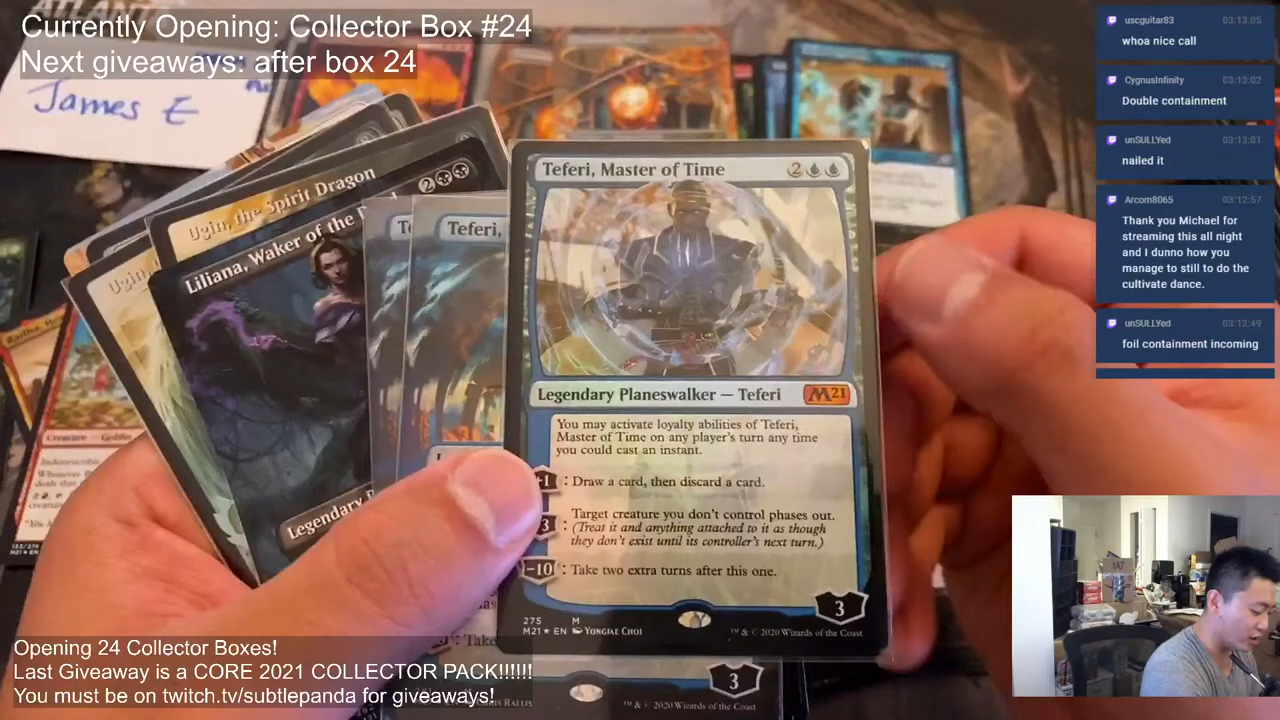 Currently Opening: Collector Box #24
Next giveaways: after box 24
James E
Ugin, the Spirit Dragon
Ugin,
Liliana, Waker of the
Legendary
Teferi,
Teferi, Master of Time
2
2
Legendary Planeswalker — Teferi
M21
You may activate loyalty abilities of Teferi,
Master of Time on any player's turn any time
you could cast an instant.
+1 : Draw a card, then discard a card.
3 : Target creature you don't control phases out.
(Treat it and anything attached to it as though
they don't exist until its controller's next turn.)
−10 : Take two extra turns after this one.
3
275 M
M21 ★ EN YONGJAE CHOI
™ & © 2020 Wizards of the Coast
: Take
3
™ & © 2020 Wizards of the Coast
Creature — Goblin
Opening 24 Collector Boxes!
Last Giveaway is a CORE 2021 COLLECTOR PACK!!!!!!
You must be on twitch.tv/subtlepanda for giveaways!
uscguitar83 03:13:05
whoa nice call
CygnusInfinity 03:13:02
Double containment
unSULLYed 03:13:01
nailed it
Arcom8065 03:12:57
Thank you Michael for
streaming this all night
and I dunno how you
manage to still to do the
cultivate dance.
unSULLYed 03:12:49
foil containment incoming